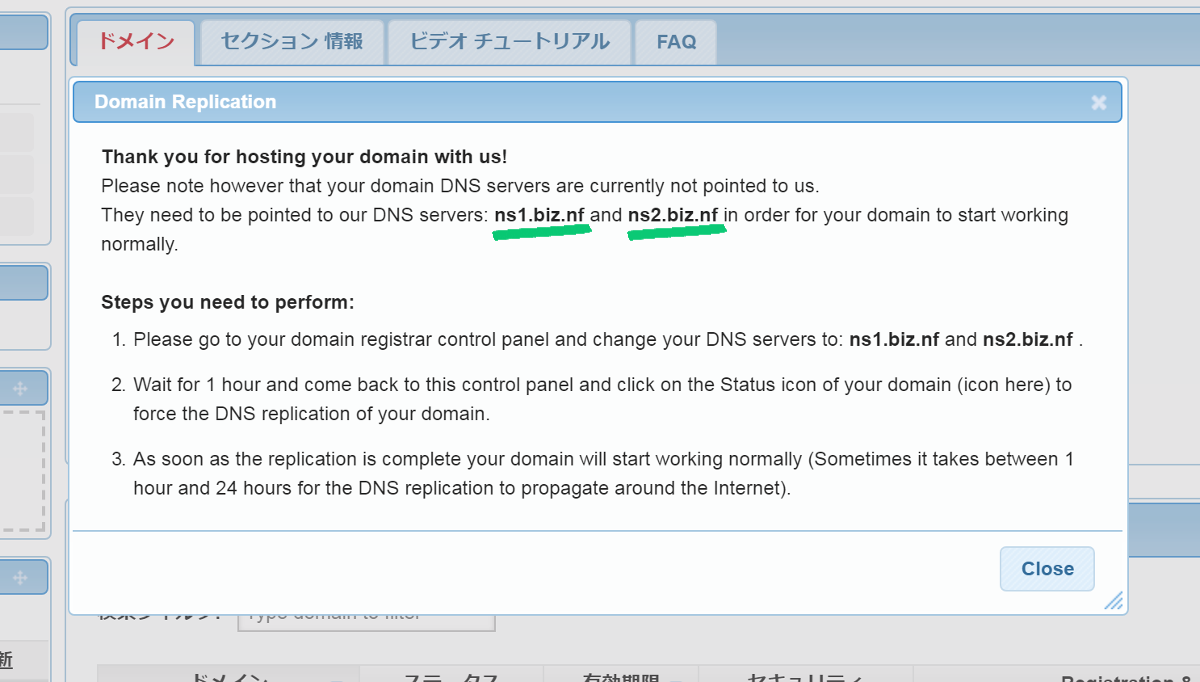 ドメイン セクション 情報 ビデオ チュートリアル FAQ
Domain Replication
Thank you for hosting your domain with us!
Please note however that your domain DNS servers are currently not pointed to us.
They need to be pointed to our DNS servers: ns1.biz.nf and ns2.biz.nf in order for your domain to start working
normally.
Steps you need to perform:
1. Please go to your domain registrar control panel and change your DNS servers to: ns1.biz.nf and ns2.biz.nf .
2. Wait for 1 hour and come back to this control panel and click on the Status icon of your domain (icon here) to
force the DNS replication of your domain.
3. As soon as the replication is complete your domain will start working normally (Sometimes it takes between 1
hour and 24 hours for the DNS replication to propagate around the Internet).
Close
Type domain to filter
新
ドメイン ステータス 有効期限 セキュリティ Registration &